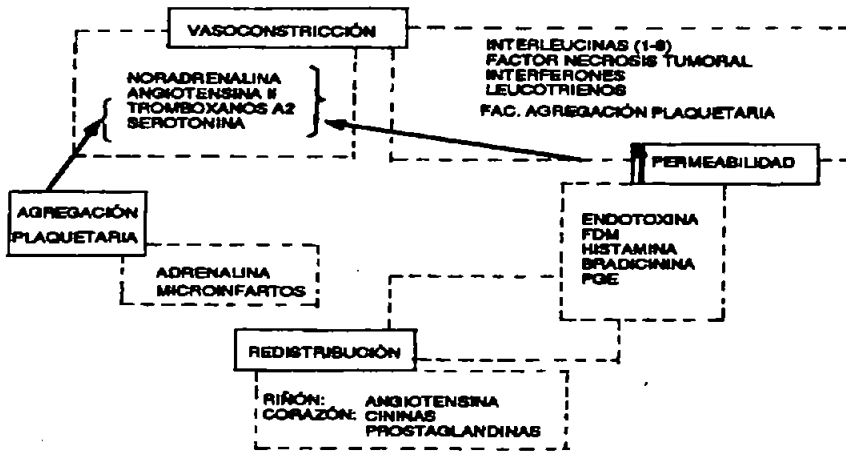 VASOCONSTRICCIÓN
INTERLEUCINAS (1-8)
FACTOR NECROSIS TUMORAL
INTERFERONES
LEUCOTRIENOS
FAC. AGREGACIÓN PLAQUETARIA
NORADRENALINA
ANGIOTENSINA II
TROMBOXANOS A2
SEROTONINA
PERMEABILIDAD
AGREGACIÓN
PLAQUETARIA
ENDOTOXINA
FDM
HISTAMINA
BRADICININA
PGE
ADRENALINA
MICROINFARTOS
REDISTRIBUCIÓN
RIÑÓN: ANGIOTENSINA
CORAZÓN: CININAS
PROSTAGLANDINAS